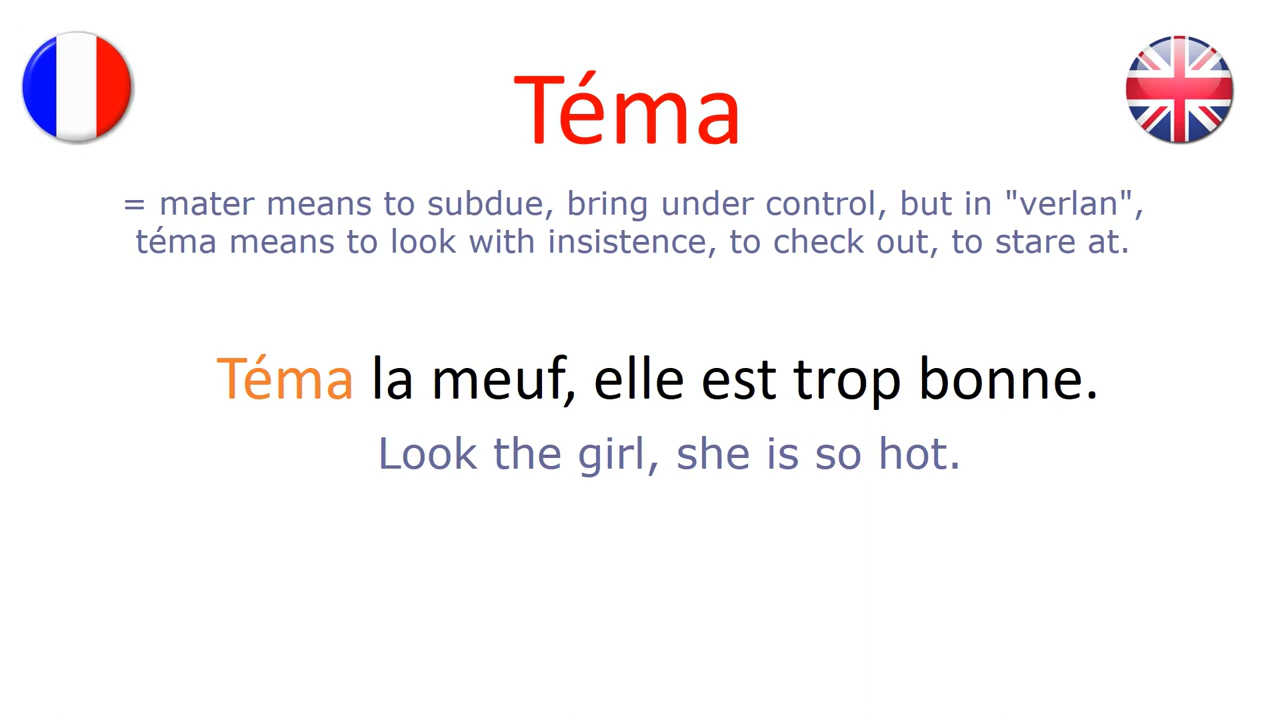 Téma
= mater means to subdue, bring under control, but in "verlan",
téma means to look with insistence, to check out, to stare at.
Téma la meuf, elle est trop bonne.
Look the girl, she is so hot.